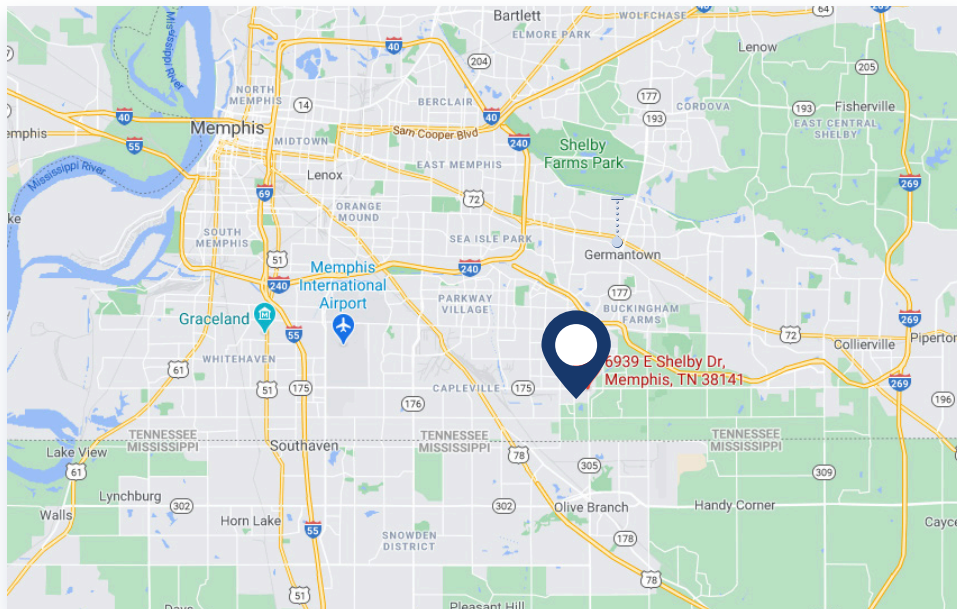 Bartlett
WOLFCHASE
40
64
ELMORE PARK
40
Lenow
204
205
NORTH
MEMPHIS
14
BERCLAIR
177
CORDOVA
193
Fisherville
193
EAST CENTRAL
SHELBY
40
40
Memphis
55
MIDTOWN
Sam Cooper Blvd
240
Shelby
Farms Park
Mississippi River
Mississippi River
EAST MEMPHIS
Lenox
69
72
269
ORANGE
MOUND
SOUTH
MEMPHIS
SEA ISLE PARK
Germantown
51
240
240
Memphis
International
Airport
PARKWAY
VILLAGE
177
BUCKINGHAM
FARMS
Graceland
55
72
269
Collierville
Piperton
WHITEHAVEN
6939 E Shelby Dr,
Memphis, TN 38141
51
175
CAPLEVILLE
175
269
176
196
TENNESSEE
MISSISSIPPI
TENNESSEE
MISSISSIPPI
TENNESSEE
MISSISSIPPI
Southaven
Lake View
61
78
305
309
Lynchburg
302
302
Walls
Horn Lake
55
Olive Branch
Handy Corner
61
SNOWDEN
DISTRICT
178
78
Pleasant Hill